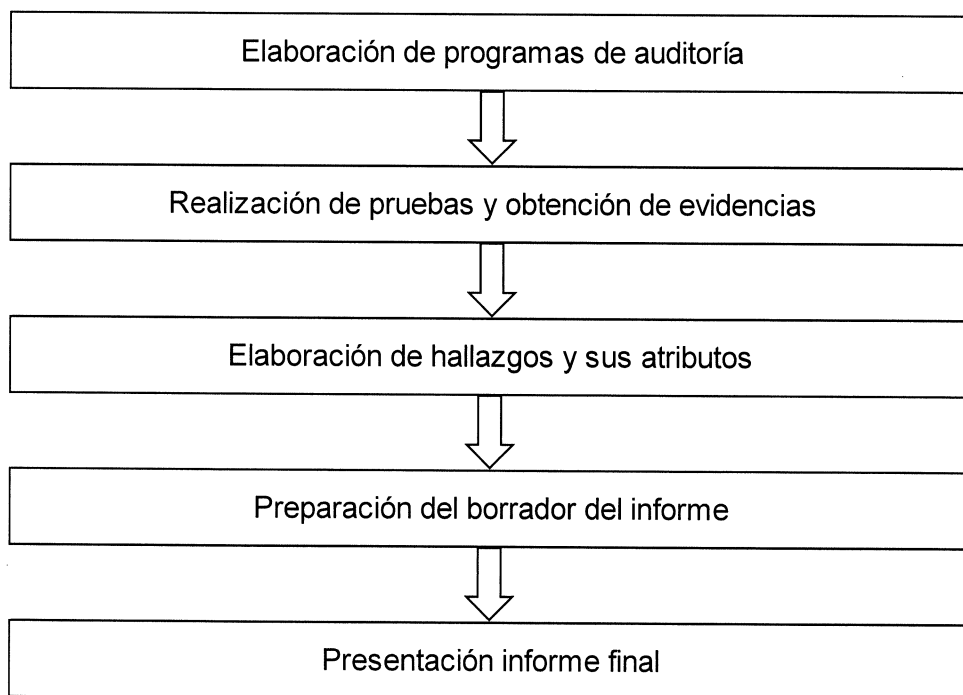 Elaboración de programas de auditoría
Realización de pruebas y obtención de evidencias
Elaboración de hallazgos y sus atributos
Preparación del borrador del informe
Presentación informe final